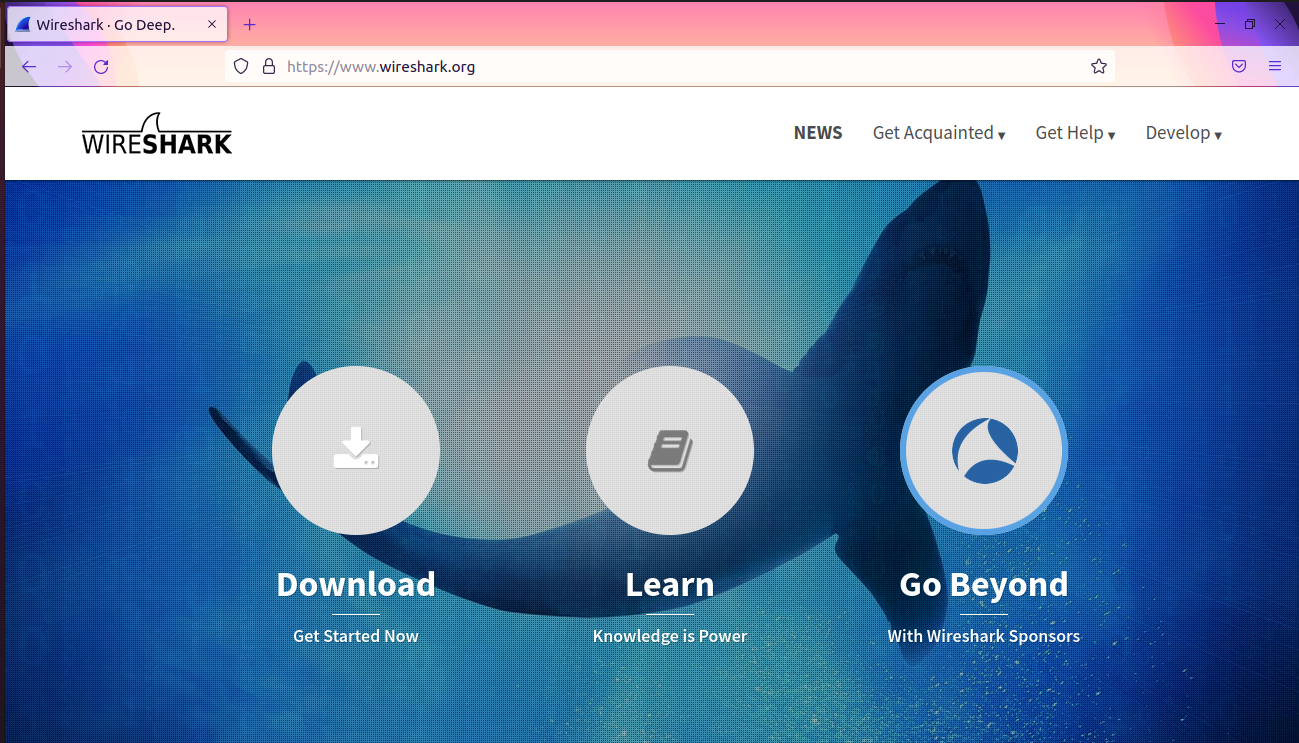 Wireshark · Go Deep.
https://www.wireshark.org
WIRESHARK
NEWS Get Acquainted ▾ Get Help ▾ Develop ▾
Download Learn Go Beyond
Get Started Now Knowledge is Power With Wireshark Sponsors